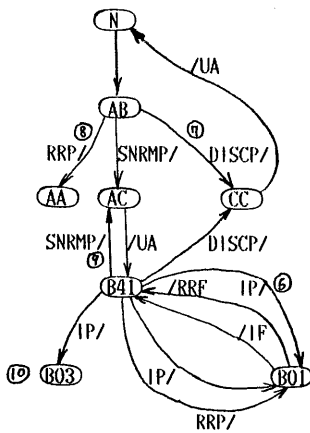 N
/UA
AB
⑧ ⑦
RRP/ SNRMP/ DISCP/
AA AC CC
SNRMP/ /UA DISCP/
⑨
B41 /RRF IP/ ⑥
IP/ /IF
⑩ B03 IP/ B01
RRP/